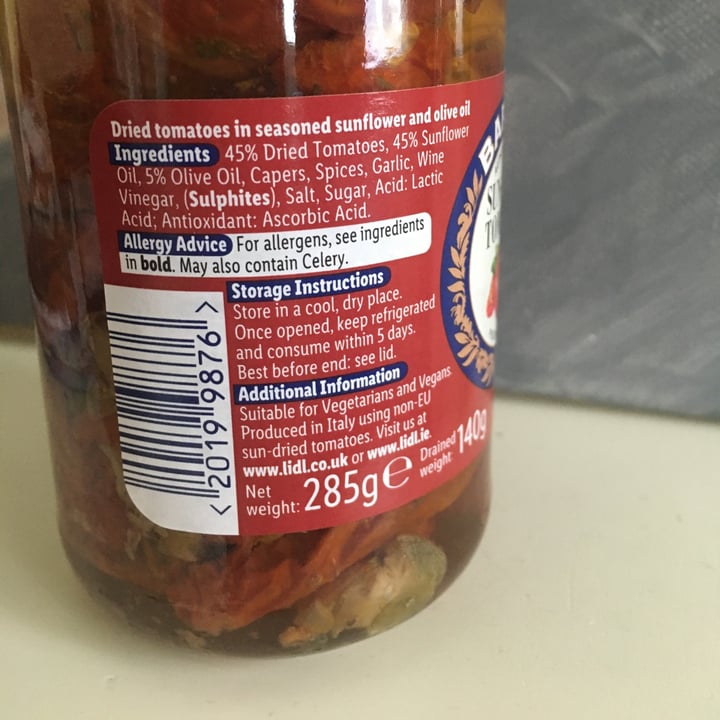 Dried tomatoes in seasoned sunflower and olive oil
Ingredients 45% Dried Tomatoes, 45% Sunflower
Oil, 5% Olive Oil, Capers, Spices, Garlic, Wine
Vinegar, (Sulphites), Salt, Sugar, Acid: Lactic
Acid; Antioxidant: Ascorbic Acid.
Allergy Advice For allergens, see ingredients
in bold. May also contain Celery.
Storage Instructions
Store in a cool, dry place.
Once opened, keep refrigerated
and consume within 5 days.
Best before end: see lid.
Additional Information
Suitable for Vegetarians and Vegans.
Produced in Italy using non-EU
sun-dried tomatoes. Visit us at
www.lidl.co.uk or www.lidl.ie.
Net
weight: 285g e
Drained
weight: 140g
< 2019 9876 >